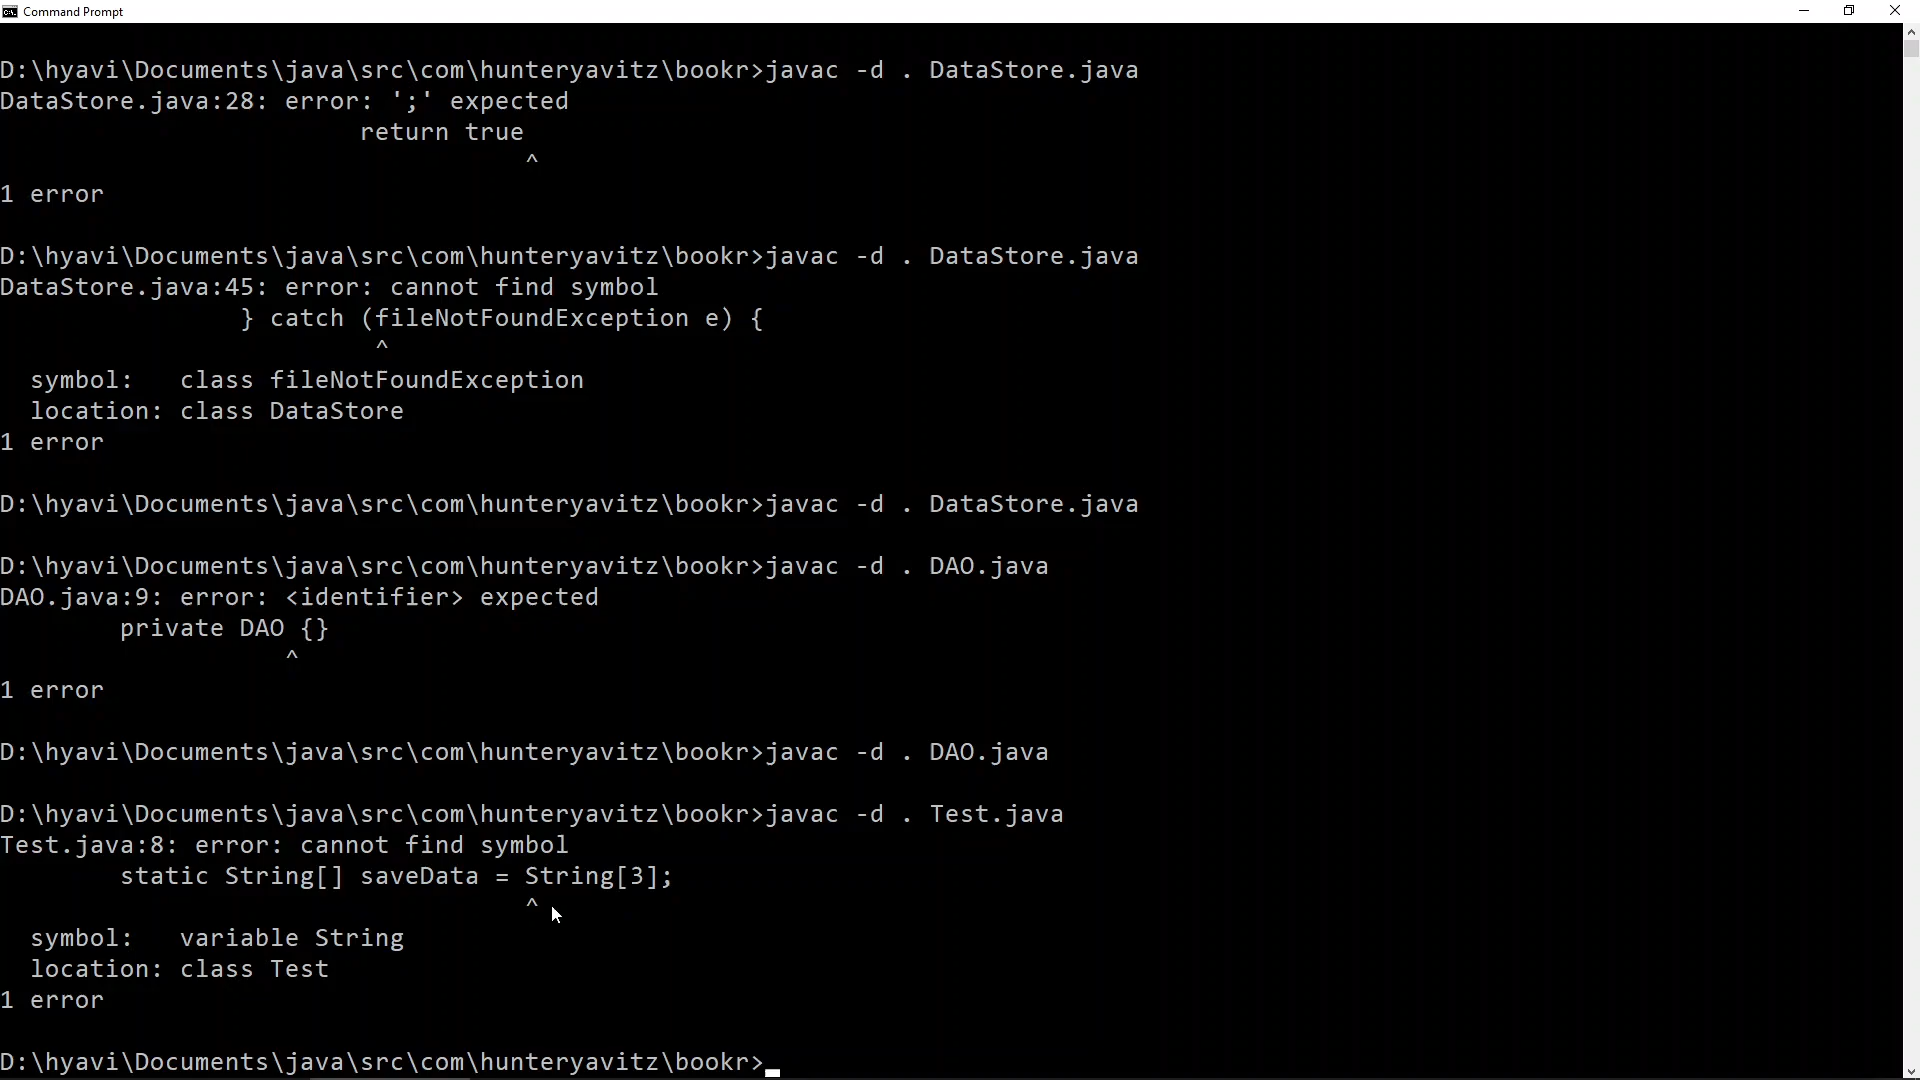 Command Prompt
D:\hyavi\Documents\java\src\com\hunteryavitz\bookr>javac -d . DataStore.java
DataStore.java:28: error: ';' expected
                        return true
                                   ^
1 error
D:\hyavi\Documents\java\src\com\hunteryavitz\bookr>javac -d . DataStore.java
DataStore.java:45: error: cannot find symbol
                } catch (fileNotFoundException e) {
                         ^
  symbol:   class fileNotFoundException
  location: class DataStore
1 error
D:\hyavi\Documents\java\src\com\hunteryavitz\bookr>javac -d . DataStore.java
D:\hyavi\Documents\java\src\com\hunteryavitz\bookr>javac -d . DAO.java
DAO.java:9: error: <identifier> expected
        private DAO {}
                   ^
1 error
D:\hyavi\Documents\java\src\com\hunteryavitz\bookr>javac -d . DAO.java
D:\hyavi\Documents\java\src\com\hunteryavitz\bookr>javac -d . Test.java
Test.java:8: error: cannot find symbol
        static String[] saveData = String[3];
                                   ^
  symbol:   variable String
  location: class Test
1 error
D:\hyavi\Documents\java\src\com\hunteryavitz\bookr>